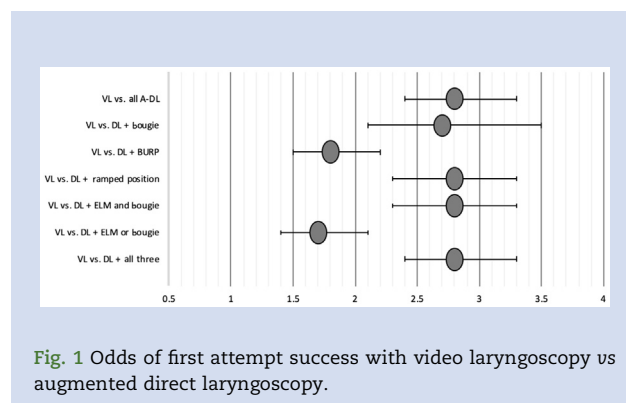 VL vs. all A-DL
VL vs. DL + bougie
VL vs. DL + BURP
VL vs. DL + ramped position
VL vs. DL + ELM and bougie
VL vs. DL + ELM or bougie
VL vs. DL + all three
0.5 1 1.5 2 2.5 3 3.5 4
Fig. 1 Odds of first attempt success with video laryngoscopy vs
augmented direct laryngoscopy.